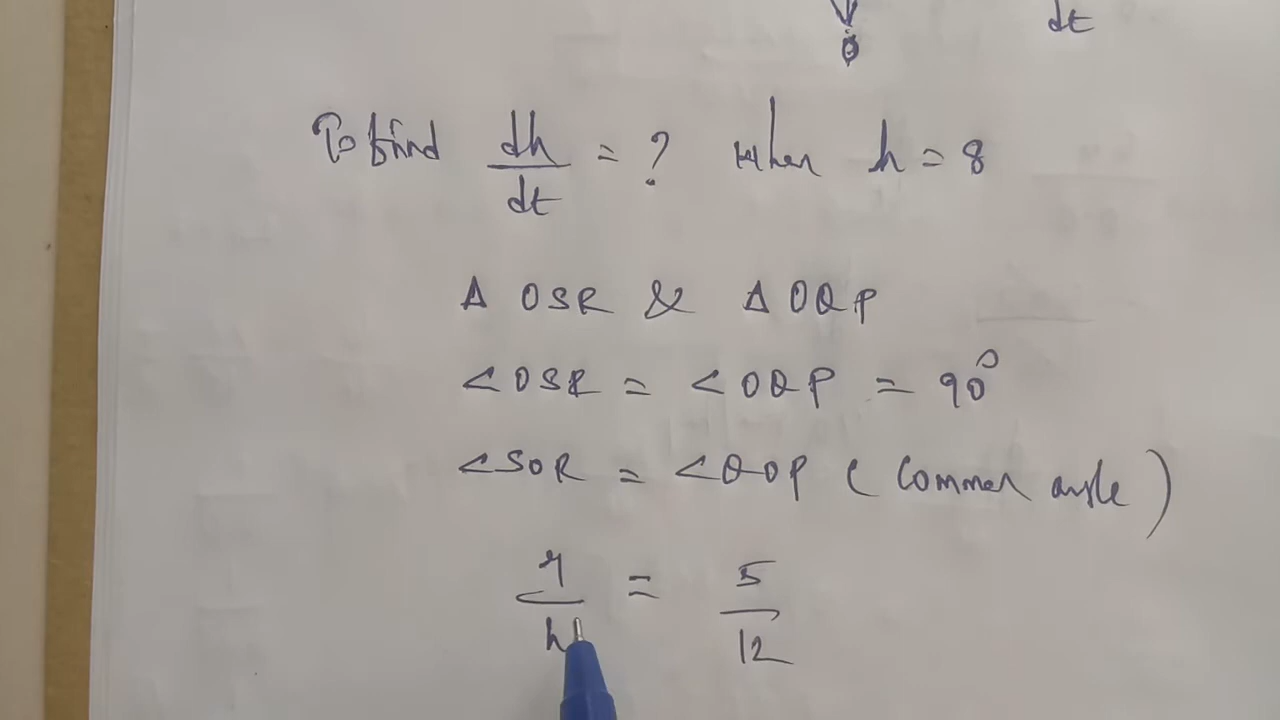 dt
To find dh/dt = ? when h = 8
Δ OSR & Δ OQP
<OSR = <OQP = 90°
<SOR = <QOP (Common angle)
r/h = 5/12